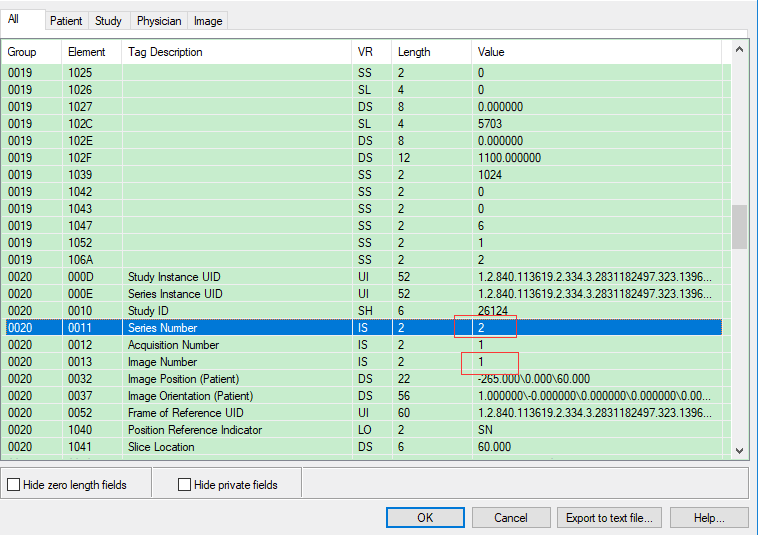 All Patient Study Physician Image
Group Element Tag Description VR Length Value
0019 1025 SS 2 0
0019 1026 SL 4 0
0019 1027 DS 8 0.000000
0019 102C SL 4 5703
0019 102E DS 8 0.000000
0019 102F DS 12 1100.000000
0019 1039 SS 2 1024
0019 1042 SS 2 0
0019 1043 SS 2 0
0019 1047 SS 2 6
0019 1052 SS 2 1
0019 106A SS 2 2
0020 000D Study Instance UID UI 52 1.2.840.113619.2.334.3.2831182497.323.1396...
0020 000E Series Instance UID UI 52 1.2.840.113619.2.334.3.2831182497.323.1396...
0020 0010 Study ID SH 6 26124
0020 0011 Series Number IS 2 2
0020 0012 Acquisition Number IS 2 1
0020 0013 Image Number IS 2 1
0020 0032 Image Position (Patient) DS 22 -265.000\0.000\60.000
0020 0037 Image Orientation (Patient) DS 56 1.000000\-0.000000\0.000000\0.000000\0.00...
0020 0052 Frame of Reference UID UI 60 1.2.840.113619.2.334.3.2831182497.323.1396...
0020 1040 Position Reference Indicator LO 2 SN
0020 1041 Slice Location DS 6 60.000
Hide zero length fields Hide private fields
OK Cancel Export to text file... Help...